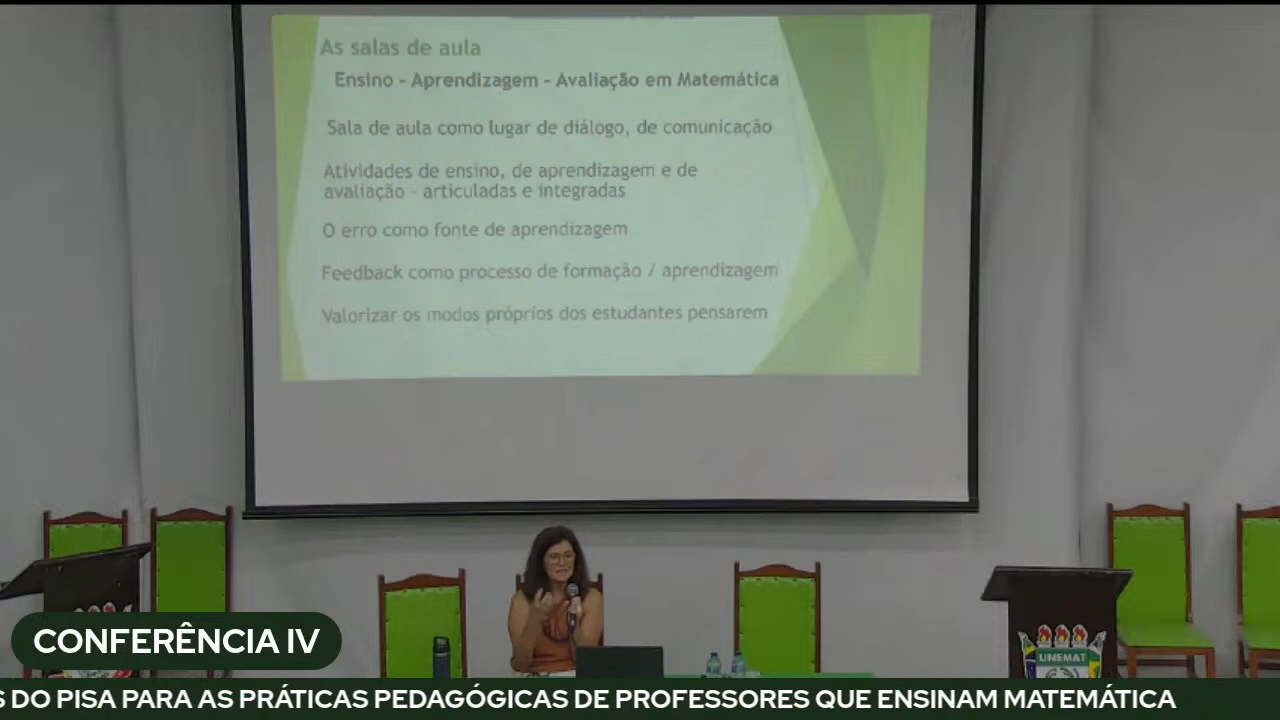 As salas de aula
Ensino - Aprendizagem - Avaliação em Matemática
Sala de aula como lugar de diálogo, de comunicação
Atividades de ensino, de aprendizagem e de
avaliação - articuladas e integradas
O erro como fonte de aprendizagem
Feedback como processo de formação / aprendizagem
Valorizar os modos próprios dos estudantes pensarem
UNEMAT
CONFERÊNCIA IV
DO PISA PARA AS PRÁTICAS PEDAGÓGICAS DE PROFESSORES QUE ENSINAM MATEMÁTICA